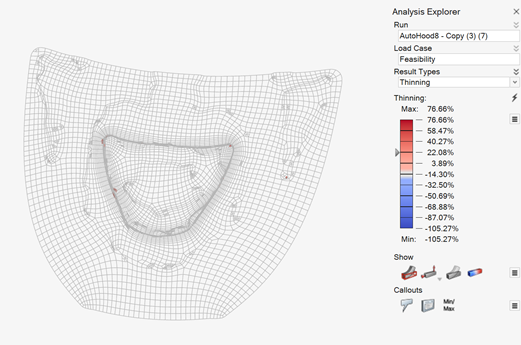 Analysis Explorer
Run
AutoHood8 - Copy (3) (7)
Load Case
Feasibility
Result Types
Thinning
Thinning:
Max: 76.66%
76.66%
58.47%
40.27%
22.08%
3.89%
-14.30%
-32.50%
-50.69%
-68.88%
-87.07%
-105.27%
Min: -105.27%
Show
Callouts
Min/
Max